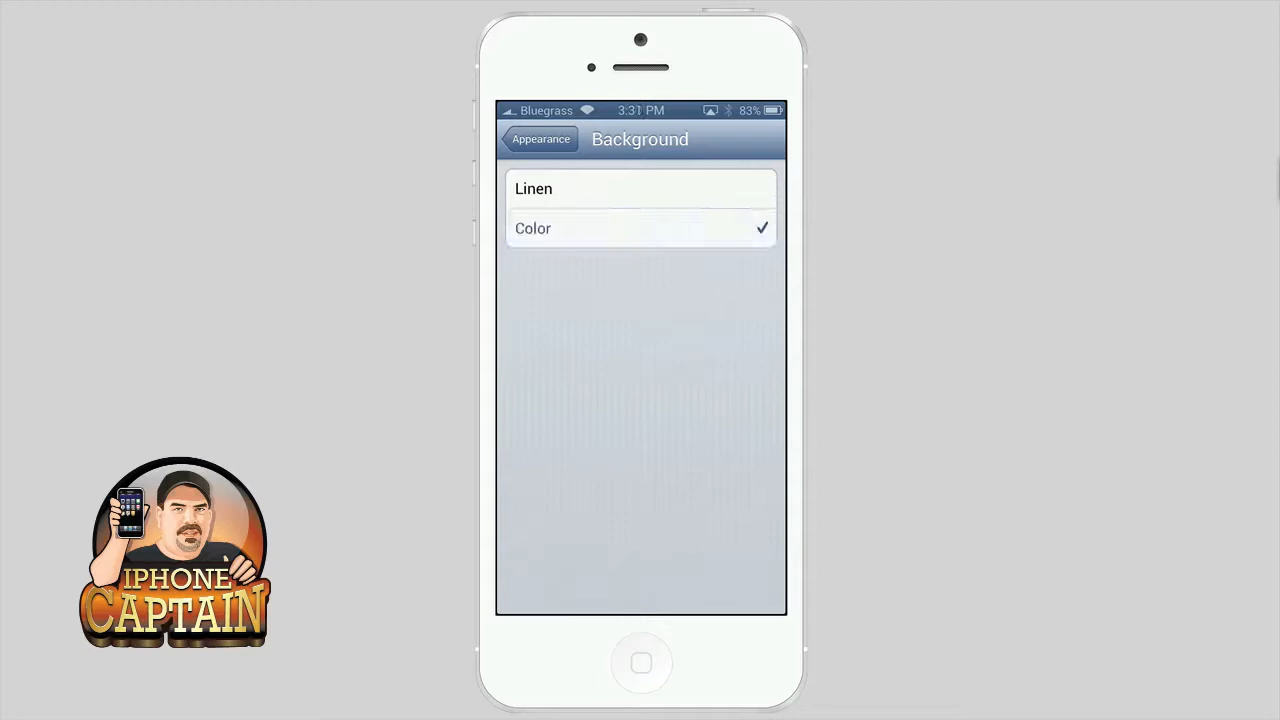 Bluegrass 3:31 PM 83%
Appearance Background
Linen
Color
IPHONE
CAPTAIN